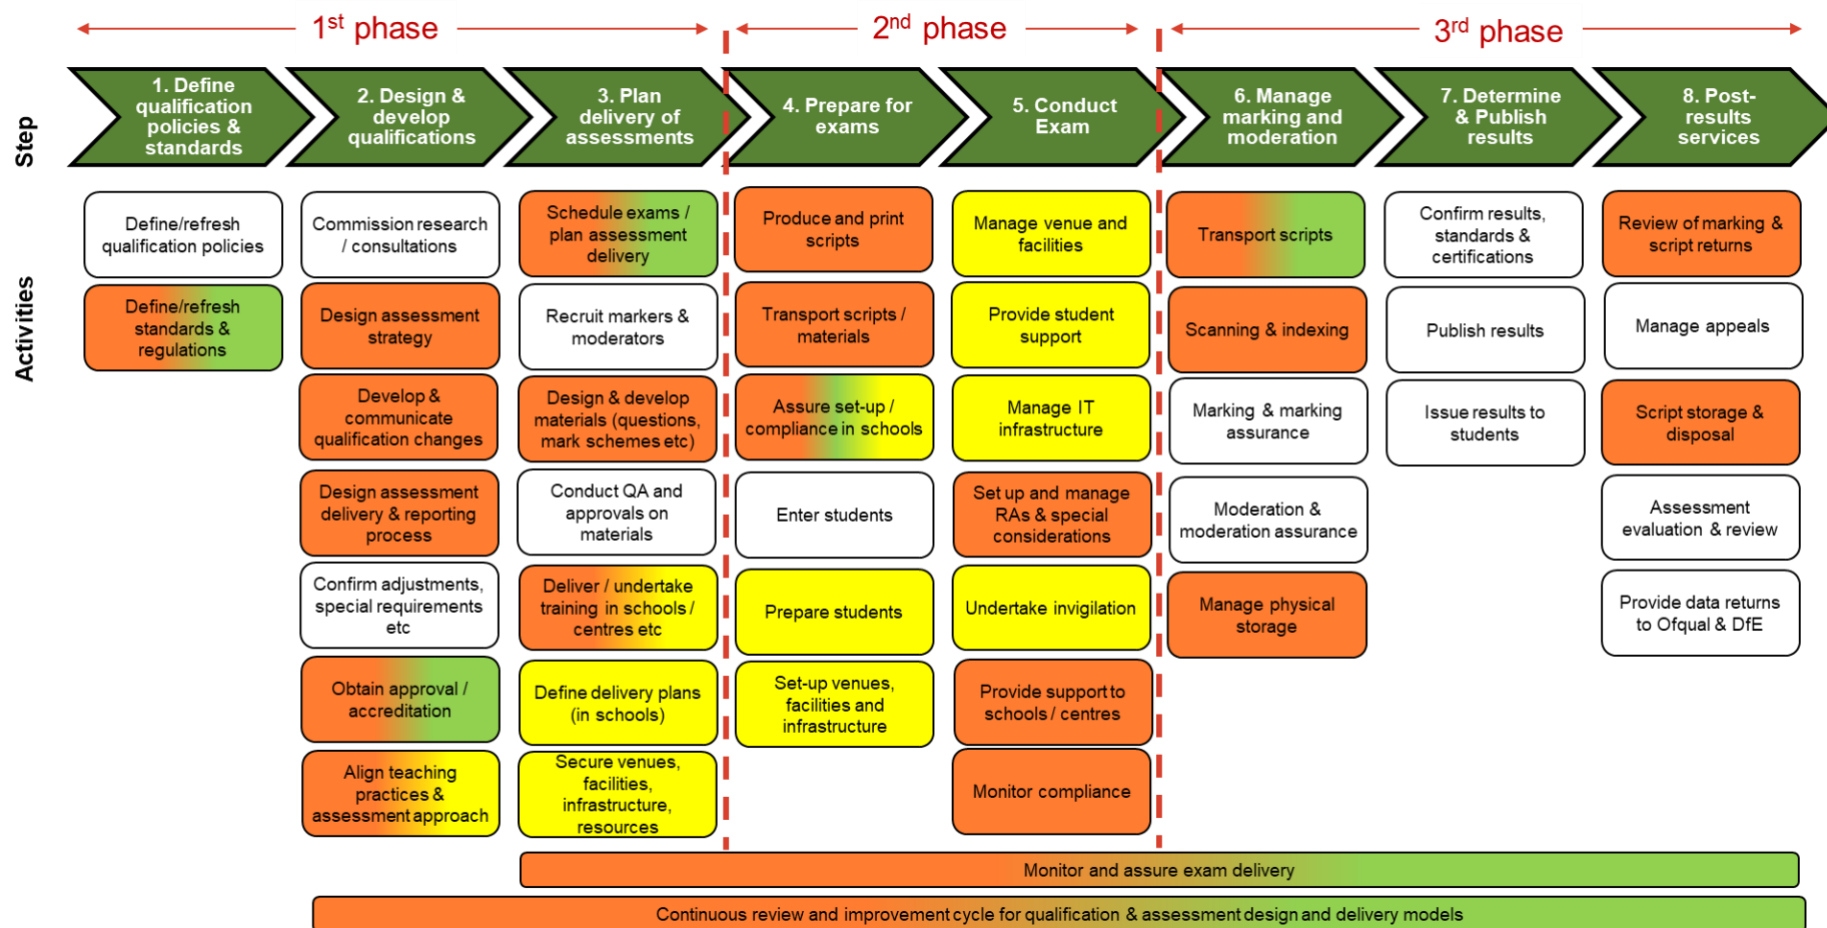 1st phase
2nd phase
3rd phase
Step
1. Define
qualification
policies &
standards
2. Design &
develop
qualifications
3. Plan
delivery of
assessments
4. Prepare for
exams
5. Conduct
Exam
6. Manage
marking and
moderation
7. Determine
& Publish
results
8. Post-
results
services
Activities
Define/refresh
qualification policies
Define/refresh
standards &
regulations
Commission research
/ consultations
Design assessment
strategy
Develop &
communicate
qualification changes
Design assessment
delivery & reporting
process
Confirm adjustments,
special requirements
etc
Obtain approval /
accreditation
Align teaching
practices &
assessment approach
Schedule exams /
plan assessment
delivery
Recruit markers &
moderators
Design & develop
materials (questions,
mark schemes etc)
Conduct QA and
approvals on
materials
Deliver / undertake
training in schools /
centres etc
Define delivery plans
(in schools)
Secure venues,
facilities,
infrastructure,
resources
Produce and print
scripts
Transport scripts /
materials
Assure set-up /
compliance in schools
Enter students
Prepare students
Set-up venues,
facilities and
infrastructure
Manage venue and
facilities
Provide student
support
Manage IT
infrastructure
Set up and manage
RAs & special
considerations
Undertake invigilation
Provide support to
schools / centres
Monitor compliance
Transport scripts
Scanning & indexing
Marking & marking
assurance
Moderation &
moderation assurance
Manage physical
storage
Confirm results,
standards &
certifications
Publish results
Issue results to
students
Review of marking &
script returns
Manage appeals
Script storage &
disposal
Assessment
evaluation & review
Provide data returns
to Ofqual & DfE
Monitor and assure exam delivery
Continuous review and improvement cycle for qualification & assessment design and delivery models